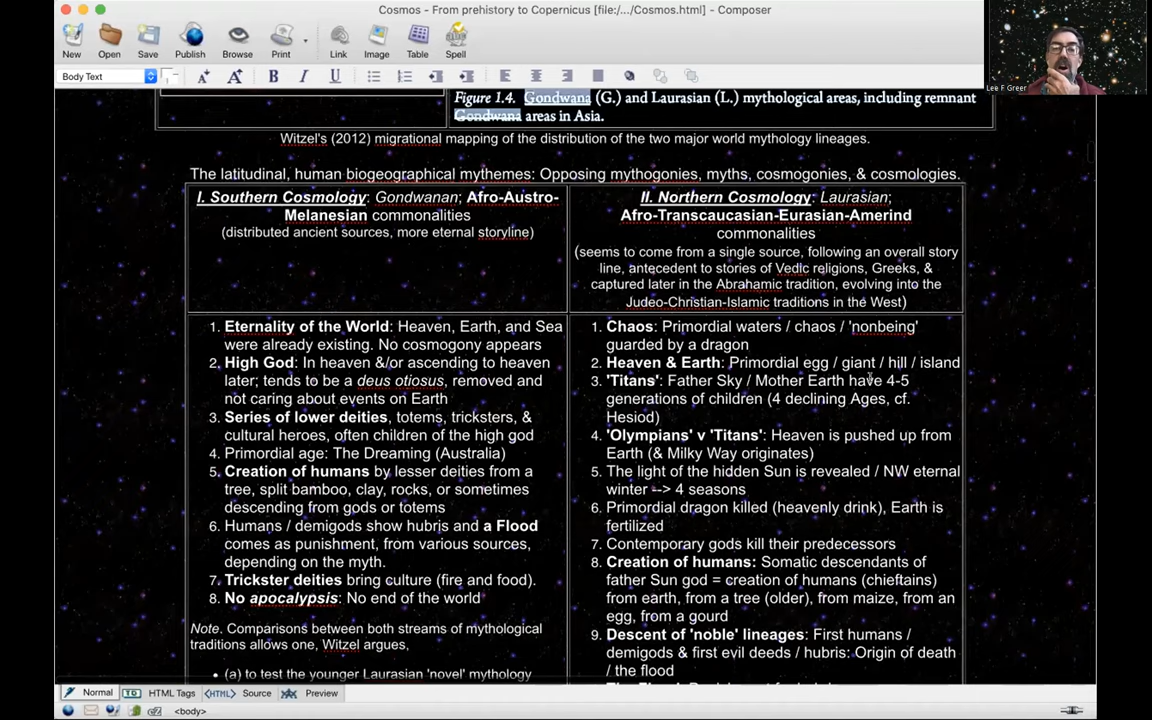 Cosmos - From prehistory to Copernicus [file:/.../Cosmos.html] - Composer
New Open Save Publish Browse Print Link Image Table Spell
Body Text
Lee F Greer
Figure 1.4. Gondwana (G.) and Laurasian (L.) mythological areas, including remnant
Gondwana areas in Asia.
Witzel's (2012) migrational mapping of the distribution of the two major world mythology lineages.
The latitudinal, human biogeographical mythemes: Opposing mythogonies, myths, cosmogonies, & cosmologies.
I. Southern Cosmology: Gondwanan; Afro-Austro-
Melanesian commonalities
(distributed ancient sources, more eternal storyline)
II. Northern Cosmology: Laurasian;
Afro-Transcaucasian-Eurasian-Amerind
commonalities
(seems to come from a single source, following an overall story
line, antecedent to stories of Vedic religions, Greeks, &
captured later in the Abrahamic tradition, evolving into the
Judeo-Christian-Islamic traditions in the West)
1. Eternality of the World: Heaven, Earth, and Sea
were already existing. No cosmogony appears
2. High God: In heaven &/or ascending to heaven
later; tends to be a deus otiosus, removed and
not caring about events on Earth
3. Series of lower deities, totems, tricksters, &
cultural heroes, often children of the high god
4. Primordial age: The Dreaming (Australia)
5. Creation of humans by lesser deities from a
tree, split bamboo, clay, rocks, or sometimes
descending from gods or totems
6. Humans / demigods show hubris and a Flood
comes as punishment, from various sources,
depending on the myth.
7. Trickster deities bring culture (fire and food).
8. No apocalypsis: No end of the world
Note. Comparisons between both streams of mythological
traditions allows one, Witzel argues,
• (a) to test the younger Laurasian 'novel' mythology
1. Chaos: Primordial waters / chaos / 'nonbeing'
guarded by a dragon
2. Heaven & Earth: Primordial egg / giant / hill / island
3. 'Titans': Father Sky / Mother Earth have 4-5
generations of children (4 declining Ages, cf.
Hesiod)
4. 'Olympians' v 'Titans': Heaven is pushed up from
Earth (& Milky Way originates)
5. The light of the hidden Sun is revealed / NW eternal
winter --> 4 seasons
6. Primordial dragon killed (heavenly drink), Earth is
fertilized
7. Contemporary gods kill their predecessors
8. Creation of humans: Somatic descendants of
father Sun god = creation of humans (chieftains)
from earth, from a tree (older), from maize, from an
egg, from a gourd
9. Descent of 'noble' lineages: First humans /
demigods & first evil deeds / hubris: Origin of death
/ the flood
Normal HTML Tags <HTML> Source Preview
<body>